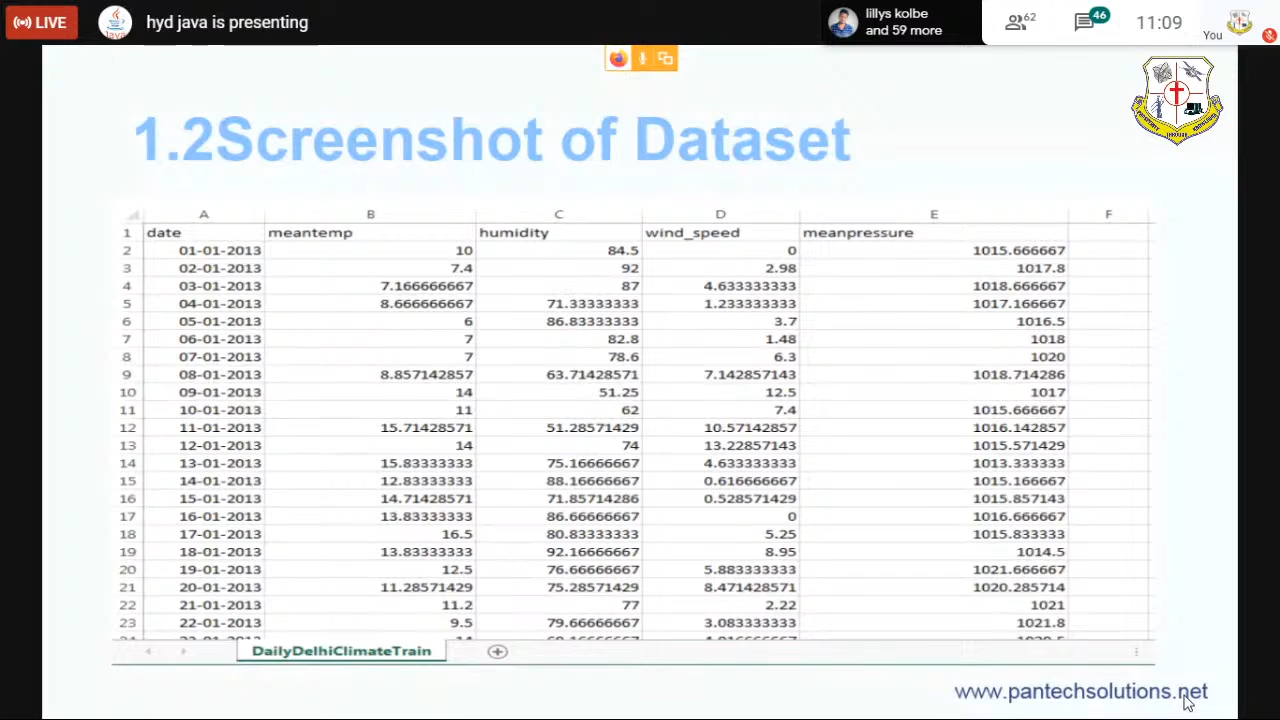 LIVE
hyd java is presenting
lillys kolbe
and 59 more
62
46
11:09
You
1.2Screenshot of Dataset
A B C D E F
1 date meantemp humidity wind_speed meanpressure
2 01-01-2013 10 84.5 0 1015.666667
3 02-01-2013 7.4 92 2.98 1017.8
4 03-01-2013 7.166666667 87 4.633333333 1018.666667
5 04-01-2013 8.666666667 71.33333333 1.233333333 1017.166667
6 05-01-2013 6 86.83333333 3.7 1016.5
7 06-01-2013 7 82.8 1.48 1018
8 07-01-2013 7 78.6 6.3 1020
9 08-01-2013 8.857142857 63.71428571 7.142857143 1018.714286
10 09-01-2013 14 51.25 12.5 1017
11 10-01-2013 11 62 7.4 1015.666667
12 11-01-2013 15.71428571 51.28571429 10.57142857 1016.142857
13 12-01-2013 14 74 13.22857143 1015.571429
14 13-01-2013 15.83333333 75.16666667 4.633333333 1013.333333
15 14-01-2013 12.83333333 88.16666667 0.616666667 1015.166667
16 15-01-2013 14.71428571 71.85714286 0.528571429 1015.857143
17 16-01-2013 13.83333333 86.66666667 0 1016.666667
18 17-01-2013 16.5 80.83333333 5.25 1015.833333
19 18-01-2013 13.83333333 92.16666667 8.95 1014.5
20 19-01-2013 12.5 76.66666667 5.883333333 1021.666667
21 20-01-2013 11.28571429 75.28571429 8.471428571 1020.285714
22 21-01-2013 11.2 77 2.22 1021
23 22-01-2013 9.5 79.66666667 3.083333333 1021.8
DailyDelhiClimateTrain
www.pantechsolutions.net